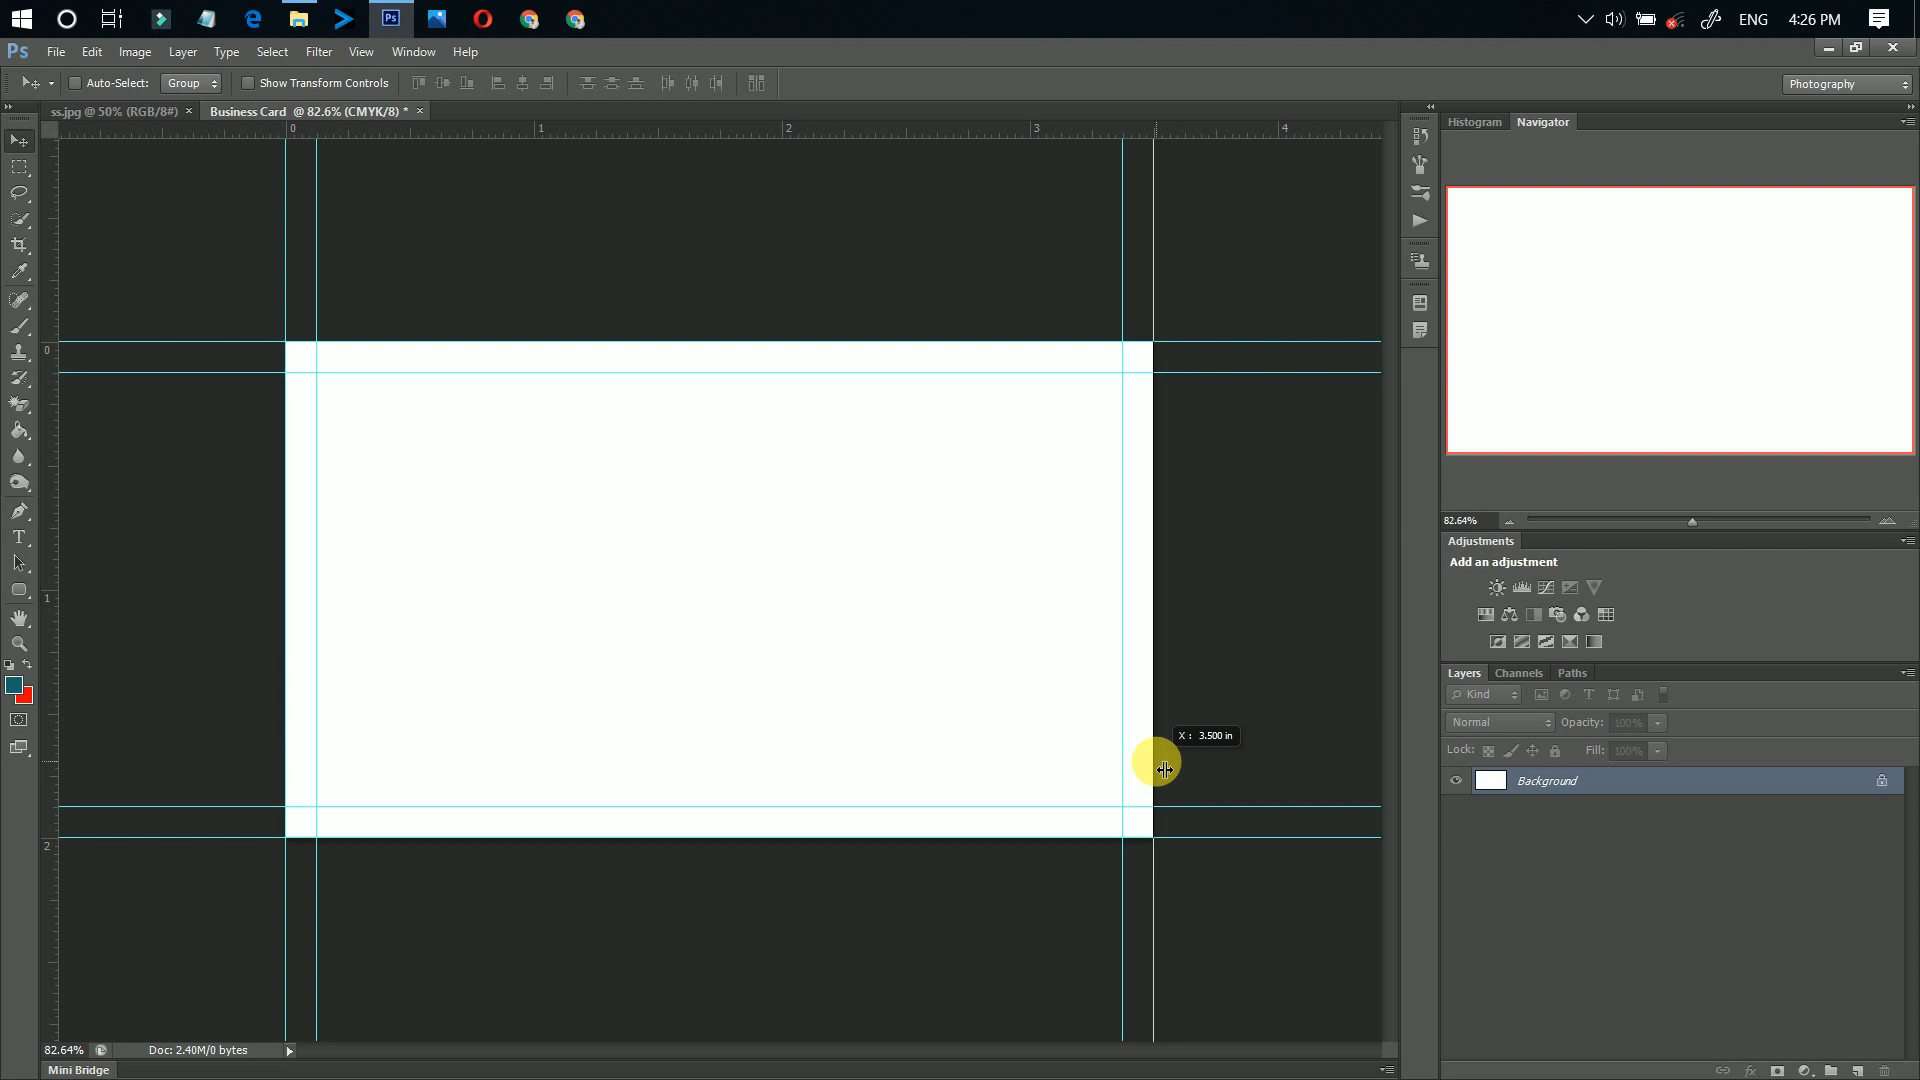 Ps
ENG
4:26 PM
Ps File Edit Image Layer Type Select Filter View Window Help
Auto-Select: Group Show Transform Controls
Photography
ss.jpg @ 50% (RGB/8#) × Business Card @ 82.6% (CMYK/8) * ×
0 1 2 3 4
0
1
2
Histogram Navigator
82.64%
Adjustments
Add an adjustment
Layers Channels Paths
Kind
Normal Opacity: 100%
Lock: Fill: 100%
Background
X : 3.500 in
82.64% Doc: 2.40M/0 bytes
Mini Bridge